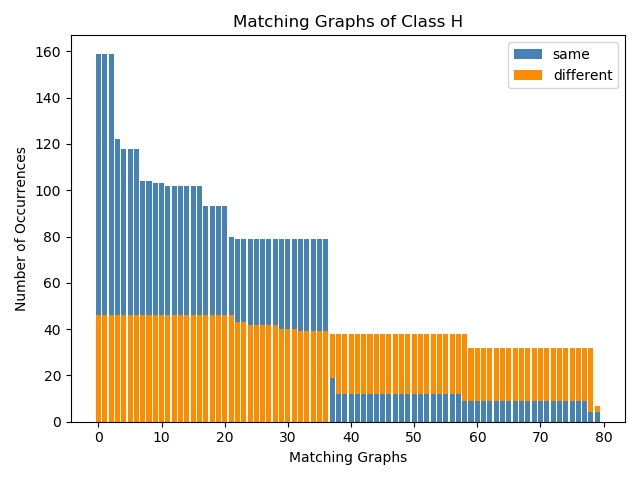 Matching Graphs of Class H
same
different
Number of Occurrences
160
140
120
100
80
60
40
20
0
0 10 20 30 40 50 60 70 80
Matching Graphs